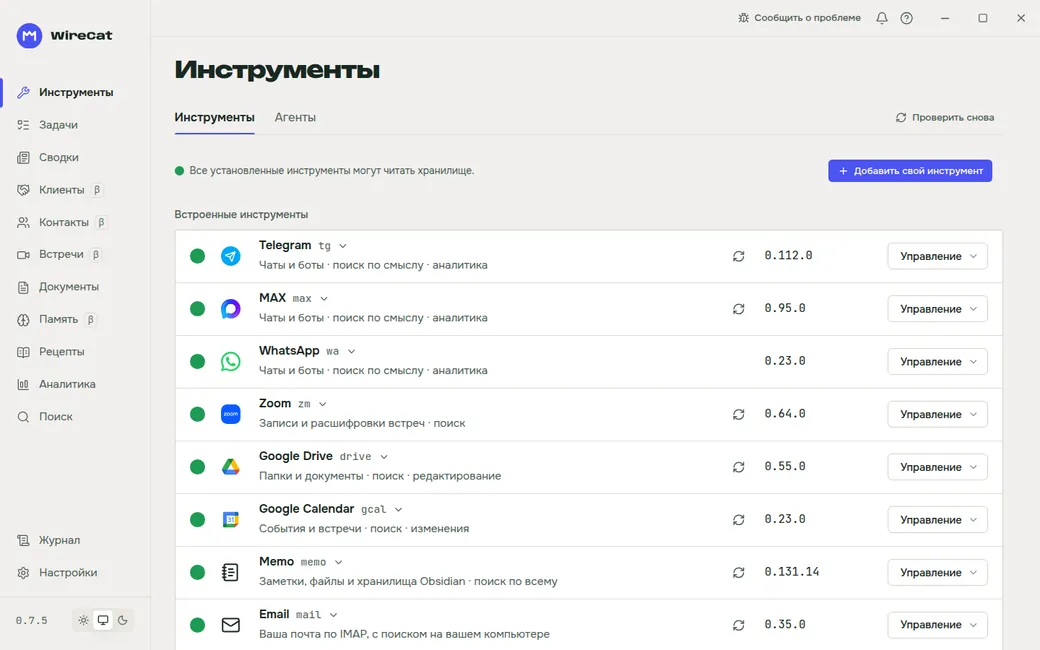 wirecat
Сообщить о проблеме
Инструменты
Задачи
Сводки
Клиенты β
Контакты β
Встречи β
Документы
Память β
Рецепты
Аналитика
Поиск
Журнал
Настройки
0.7.5
Инструменты
Инструменты Агенты
Проверить снова
Все установленные инструменты могут читать хранилище.
+ Добавить свой инструмент
Встроенные инструменты
Telegram tg
Чаты и боты · поиск по смыслу · аналитика
0.112.0
Управление
MAX max
Чаты и боты · поиск по смыслу · аналитика
0.95.0
Управление
WhatsApp wa
Чаты и боты · поиск по смыслу · аналитика
0.23.0
Управление
zoom
Zoom zm
Записи и расшифровки встреч · поиск
0.64.0
Управление
Google Drive drive
Папки и документы · поиск · редактирование
0.55.0
Управление
31
Google Calendar gcal
События и встречи · поиск · изменения
0.23.0
Управление
Memo memo
Заметки, файлы и хранилища Obsidian · поиск по всему
0.131.14
Управление
Email mail
Ваша почта по IMAP, с поиском на вашем компьютере
0.35.0
Управление